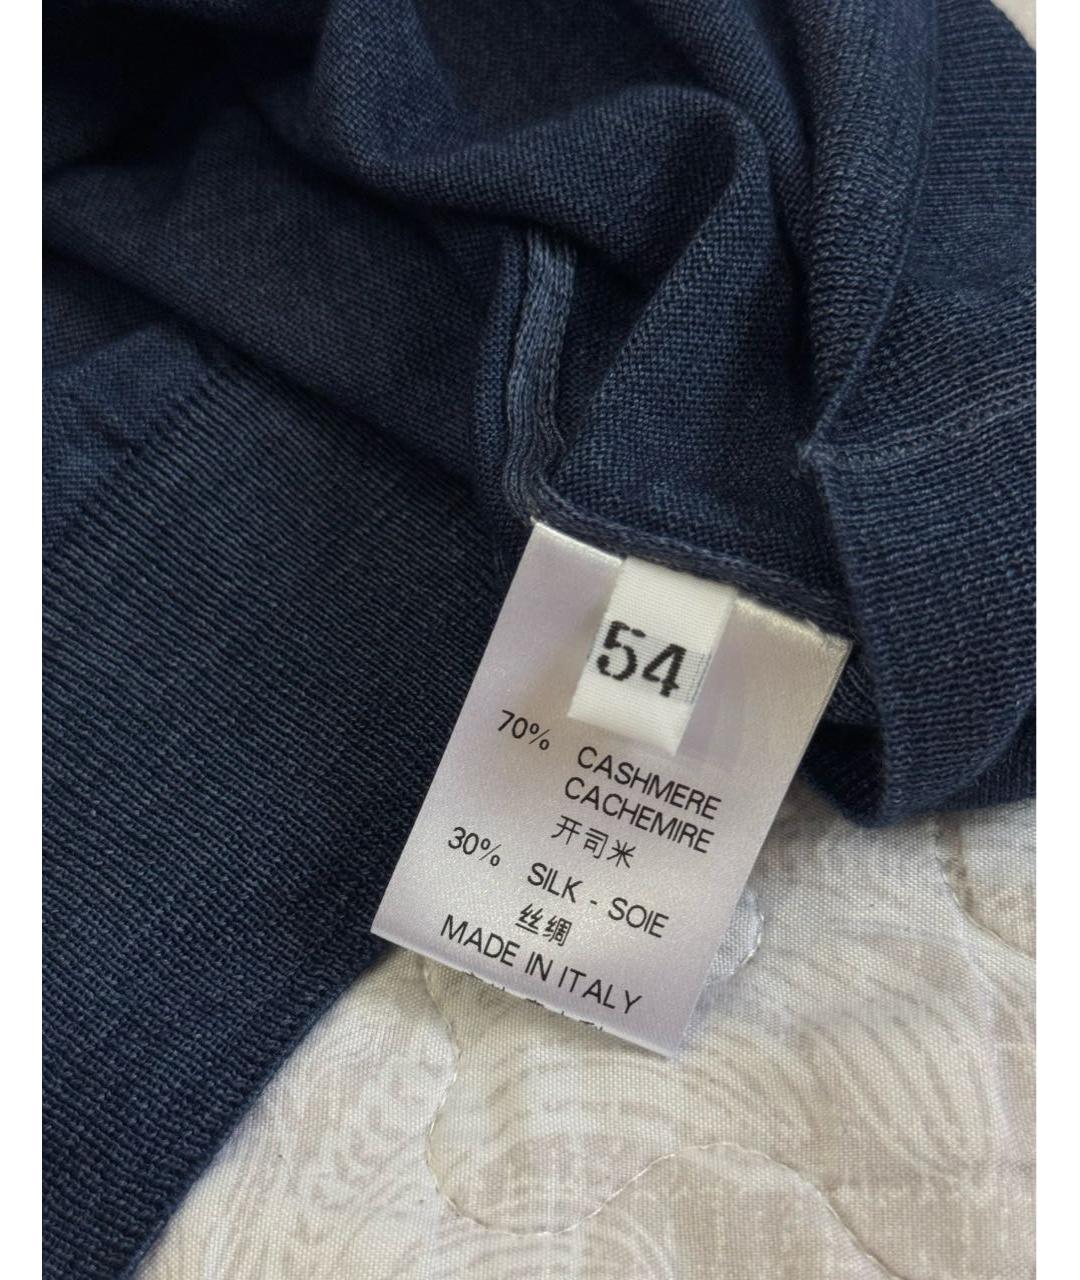 54
70% CASHMERE
CACHEMIRE
开司米
30% SILK - SOIE
丝绸
MADE IN ITALY